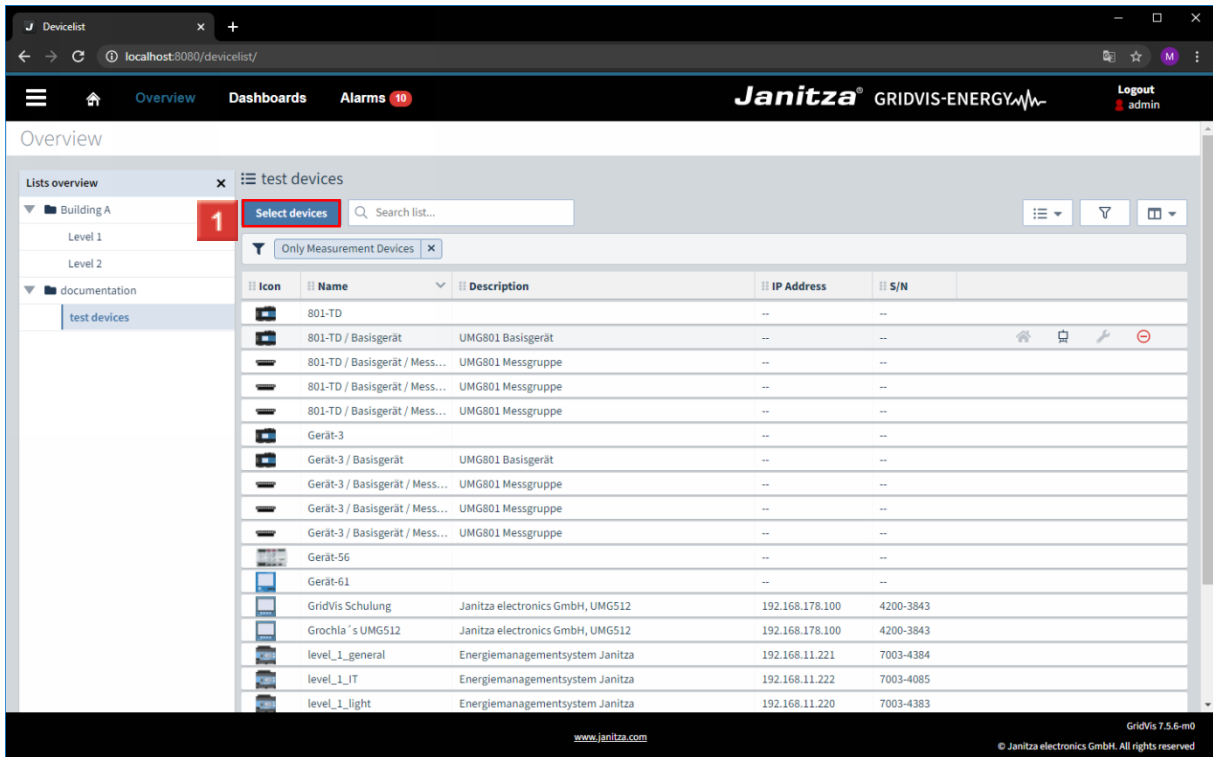 Devicelist
localhost:8080/devicelist/
M
Overview Dashboards Alarms 10 Janitza® GRIDVIS-ENERGY Logout
admin
Overview
Lists overview
Building A
Level 1
Level 2
documentation
test devices
test devices
1 Select devices Search list...
Only Measurement Devices
Icon Name Description IP Address S/N
801-TD -- --
801-TD / Basisgerät UMG801 Basisgerät -- --
801-TD / Basisgerät / Mess... UMG801 Messgruppe -- --
801-TD / Basisgerät / Mess... UMG801 Messgruppe -- --
801-TD / Basisgerät / Mess... UMG801 Messgruppe -- --
Gerät-3 -- --
Gerät-3 / Basisgerät UMG801 Basisgerät -- --
Gerät-3 / Basisgerät / Mess... UMG801 Messgruppe -- --
Gerät-3 / Basisgerät / Mess... UMG801 Messgruppe -- --
Gerät-3 / Basisgerät / Mess... UMG801 Messgruppe -- --
Gerät-56 -- --
Gerät-61 -- --
GridVis Schulung Janitza electronics GmbH, UMG512 192.168.178.100 4200-3843
Grochla´s UMG512 Janitza electronics GmbH, UMG512 192.168.178.100 4200-3843
level_1_general Energiemanagementsystem Janitza 192.168.11.221 7003-4384
level_1_IT Energiemanagementsystem Janitza 192.168.11.222 7003-4085
level_1_light Energiemanagementsystem Janitza 192.168.11.220 7003-4383
www.janitza.com
GridVis 7.5.6-m0
© Janitza electronics GmbH. All rights reserved